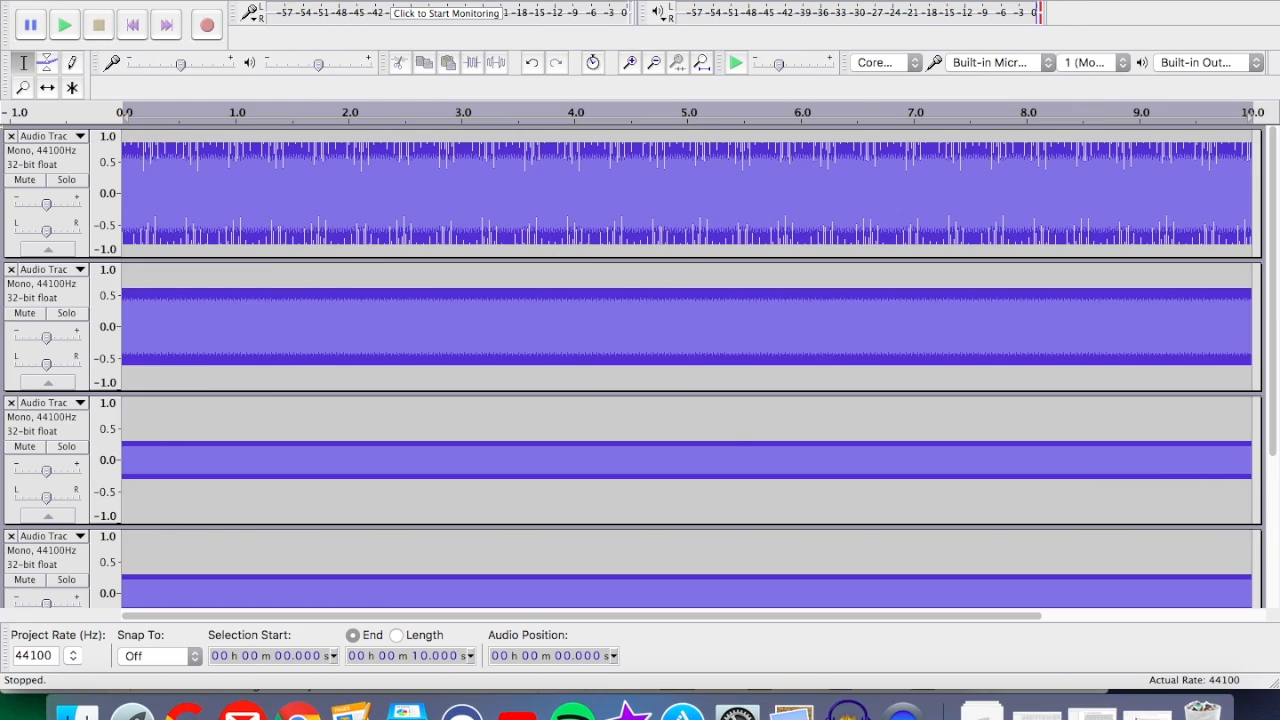 L R -57 -54 -51 -48 -45 -42 - Click to Start Monitoring 1 -18 -15 -12 -9 -6 -3 0
L R -57 -54 -51 -48 -45 -42 -39 -36 -33 -30 -27 -24 -21 -18 -15 -12 -9 -6 -3 0
- + - + - +
Core... Built-in Micr... 1 (Mo... Built-in Out...
- 1.0 0.0 1.0 2.0 3.0 4.0 5.0 6.0 7.0 8.0 9.0 10.0
× Audio Trac 1.0
Mono, 44100Hz
32-bit float 0.5
Mute Solo
- + 0.0
L R -0.5
-1.0
× Audio Trac 1.0
Mono, 44100Hz
32-bit float 0.5
Mute Solo
- + 0.0
L R -0.5
-1.0
× Audio Trac 1.0
Mono, 44100Hz
32-bit float 0.5
Mute Solo
- + 0.0
L R -0.5
-1.0
× Audio Trac 1.0
Mono, 44100Hz
32-bit float 0.5
Mute Solo
- + 0.0
Project Rate (Hz): Snap To: Selection Start: End Length Audio Position:
44100 Off 00 h 00 m 00.000 s 00 h 00 m 10.000 s 00 h 00 m 00.000 s
Stopped. Actual Rate: 44100